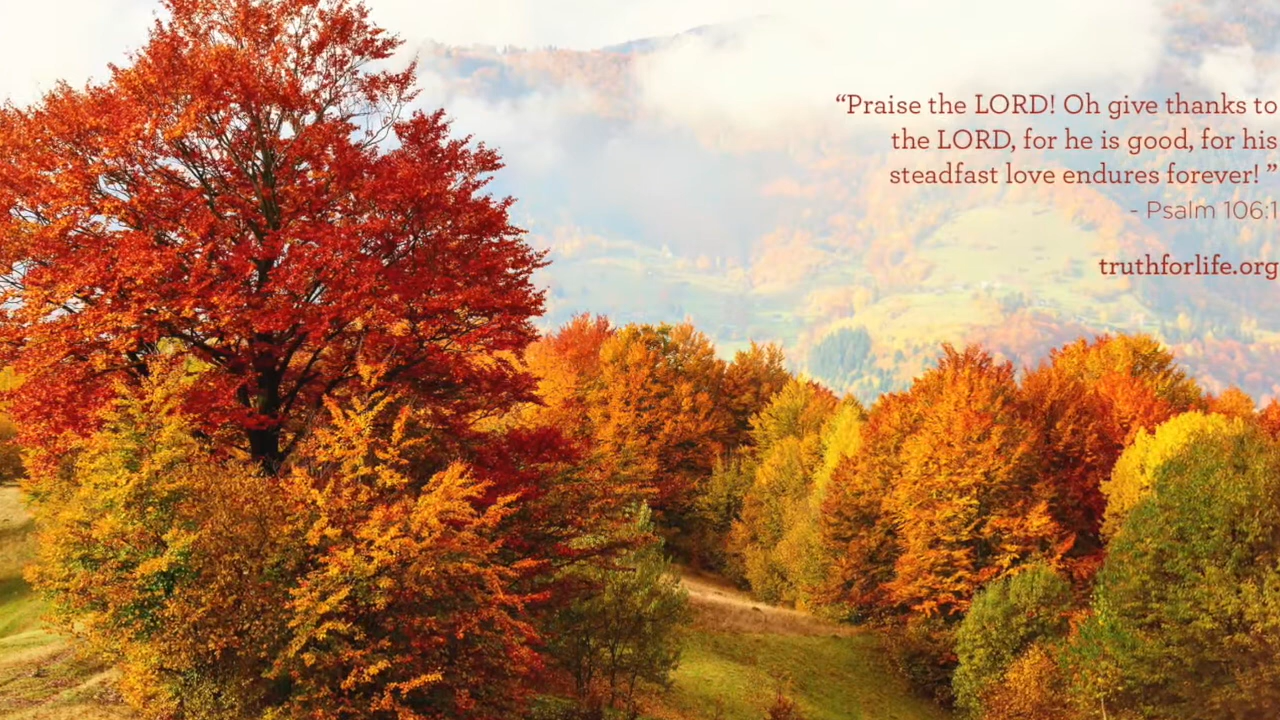 “Praise the LORD! Oh give thanks to
the LORD, for he is good, for his
steadfast love endures forever! ”
- Psalm 106:1
truthforlife.org